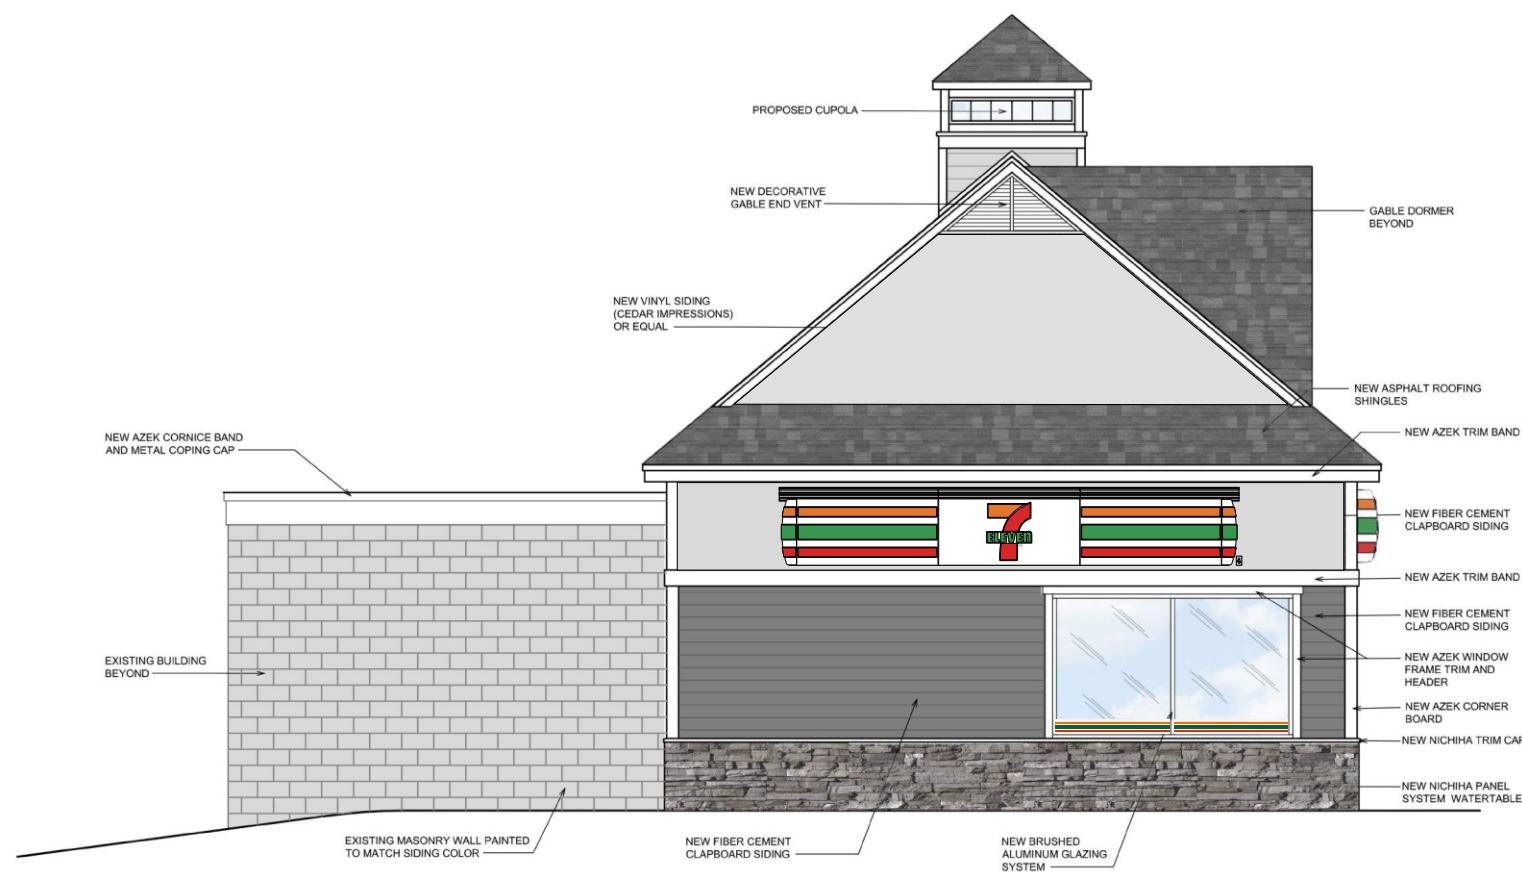 PROPOSED CUPOLA
NEW DECORATIVE
GABLE END VENT
GABLE DORMER
BEYOND
NEW VINYL SIDING
(CEDAR IMPRESSIONS)
OR EQUAL
NEW ASPHALT ROOFING
SHINGLES
NEW AZEK TRIM BAND
NEW AZEK CORNICE BAND
AND METAL COPING CAP
7
ELEVEN
NEW FIBER CEMENT
CLAPBOARD SIDING
NEW AZEK TRIM BAND
NEW FIBER CEMENT
CLAPBOARD SIDING
EXISTING BUILDING
BEYOND
NEW AZEK WINDOW
FRAME TRIM AND
HEADER
NEW AZEK CORNER
BOARD
NEW NICHIHA TRIM CAP
NEW NICHIHA PANEL
SYSTEM WATERTABLE
EXISTING MASONRY WALL PAINTED
TO MATCH SIDING COLOR
NEW FIBER CEMENT
CLAPBOARD SIDING
NEW BRUSHED
ALUMINUM GLAZING
SYSTEM